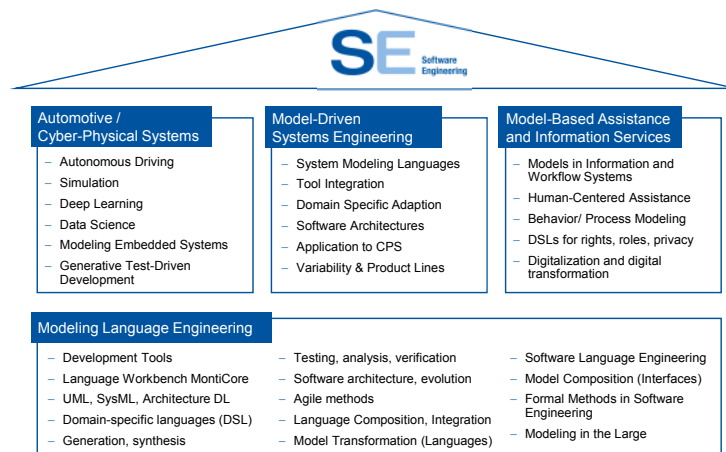 SE Software
Engineering
Automotive /
Cyber-Physical Systems
– Autonomous Driving
– Simulation
– Deep Learning
– Data Science
– Modeling Embedded Systems
– Generative Test-Driven
Development
Model-Driven
Systems Engineering
– System Modeling Languages
– Tool Integration
– Domain Specific Adaption
– Software Architectures
– Application to CPS
– Variability & Product Lines
Model-Based Assistance
and Information Services
– Models in Information and
Workflow Systems
– Human-Centered Assistance
– Behavior/ Process Modeling
– DSLs for rights, roles, privacy
– Digitalization and digital
transformation
Modeling Language Engineering
– Development Tools
– Language Workbench MontiCore
– UML, SysML, Architecture DL
– Domain-specific languages (DSL)
– Generation, synthesis
– Testing, analysis, verification
– Software architecture, evolution
– Agile methods
– Language Composition, Integration
– Model Transformation (Languages)
– Software Language Engineering
– Model Composition (Interfaces)
– Formal Methods in Software
Engineering
– Modeling in the Large